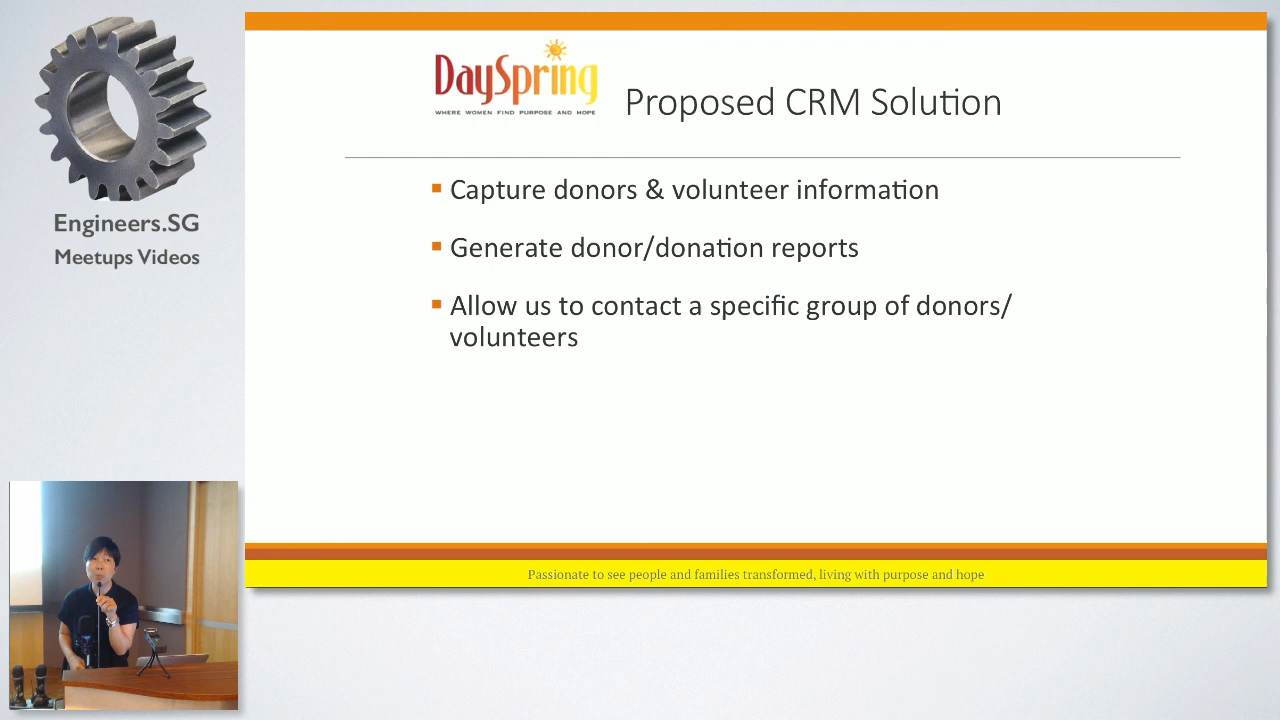 Engineers.SG
Meetups Videos
DaySpring
WHERE WOMEN FIND PURPOSE AND HOPE
Proposed CRM Solution
Capture donors & volunteer information
Generate donor/donation reports
Allow us to contact a specific group of donors/
volunteers
Passionate to see people and families transformed, living with purpose and hope